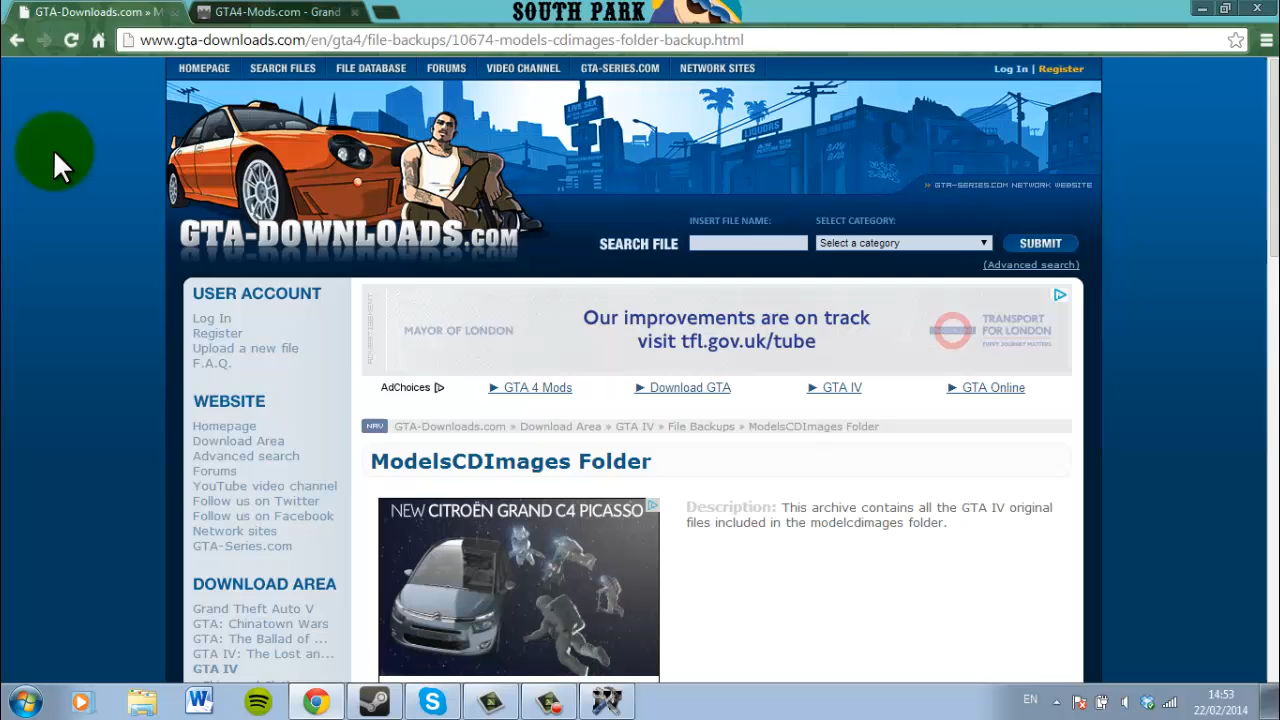 SOUTH PARK
GTA-Downloads.com » M
GTA4-Mods.com - Grand
www.gta-downloads.com/en/gta4/file-backups/10674-models-cdimages-folder-backup.html
HOMEPAGE SEARCH FILES FILE DATABASE FORUMS VIDEO CHANNEL GTA-SERIES.COM NETWORK SITES Log In | Register
LIVE SEX
LIQUORS
» GTA-SERIES.COM NETWORK WEBSITE
GTA-DOWNLOADS.COM
INSERT FILE NAME: SELECT CATEGORY:
SEARCH FILE Select a category SUBMIT
(Advanced search)
USER ACCOUNT
Log In
Register
Upload a new file
F.A.Q.
WEBSITE
Homepage
Download Area
Advanced search
Forums
YouTube video channel
Follow us on Twitter
Follow us on Facebook
Network sites
GTA-Series.com
DOWNLOAD AREA
Grand Theft Auto V
GTA: Chinatown Wars
GTA: The Ballad of ...
GTA IV: The Lost an...
GTA IV
ADVERTISEMENT
MAYOR OF LONDON
Our improvements are on track
visit tfl.gov.uk/tube
TRANSPORT
FOR LONDON
EVERY JOURNEY MATTERS
AdChoices ► GTA 4 Mods ► Download GTA ► GTA IV ► GTA Online
NAV GTA-Downloads.com » Download Area » GTA IV » File Backups » ModelsCDImages Folder
ModelsCDImages Folder
NEW CITROËN GRAND C4 PICASSO
Description: This archive contains all the GTA IV original
files included in the modelcdimages folder.
EN
14:53
22/02/2014